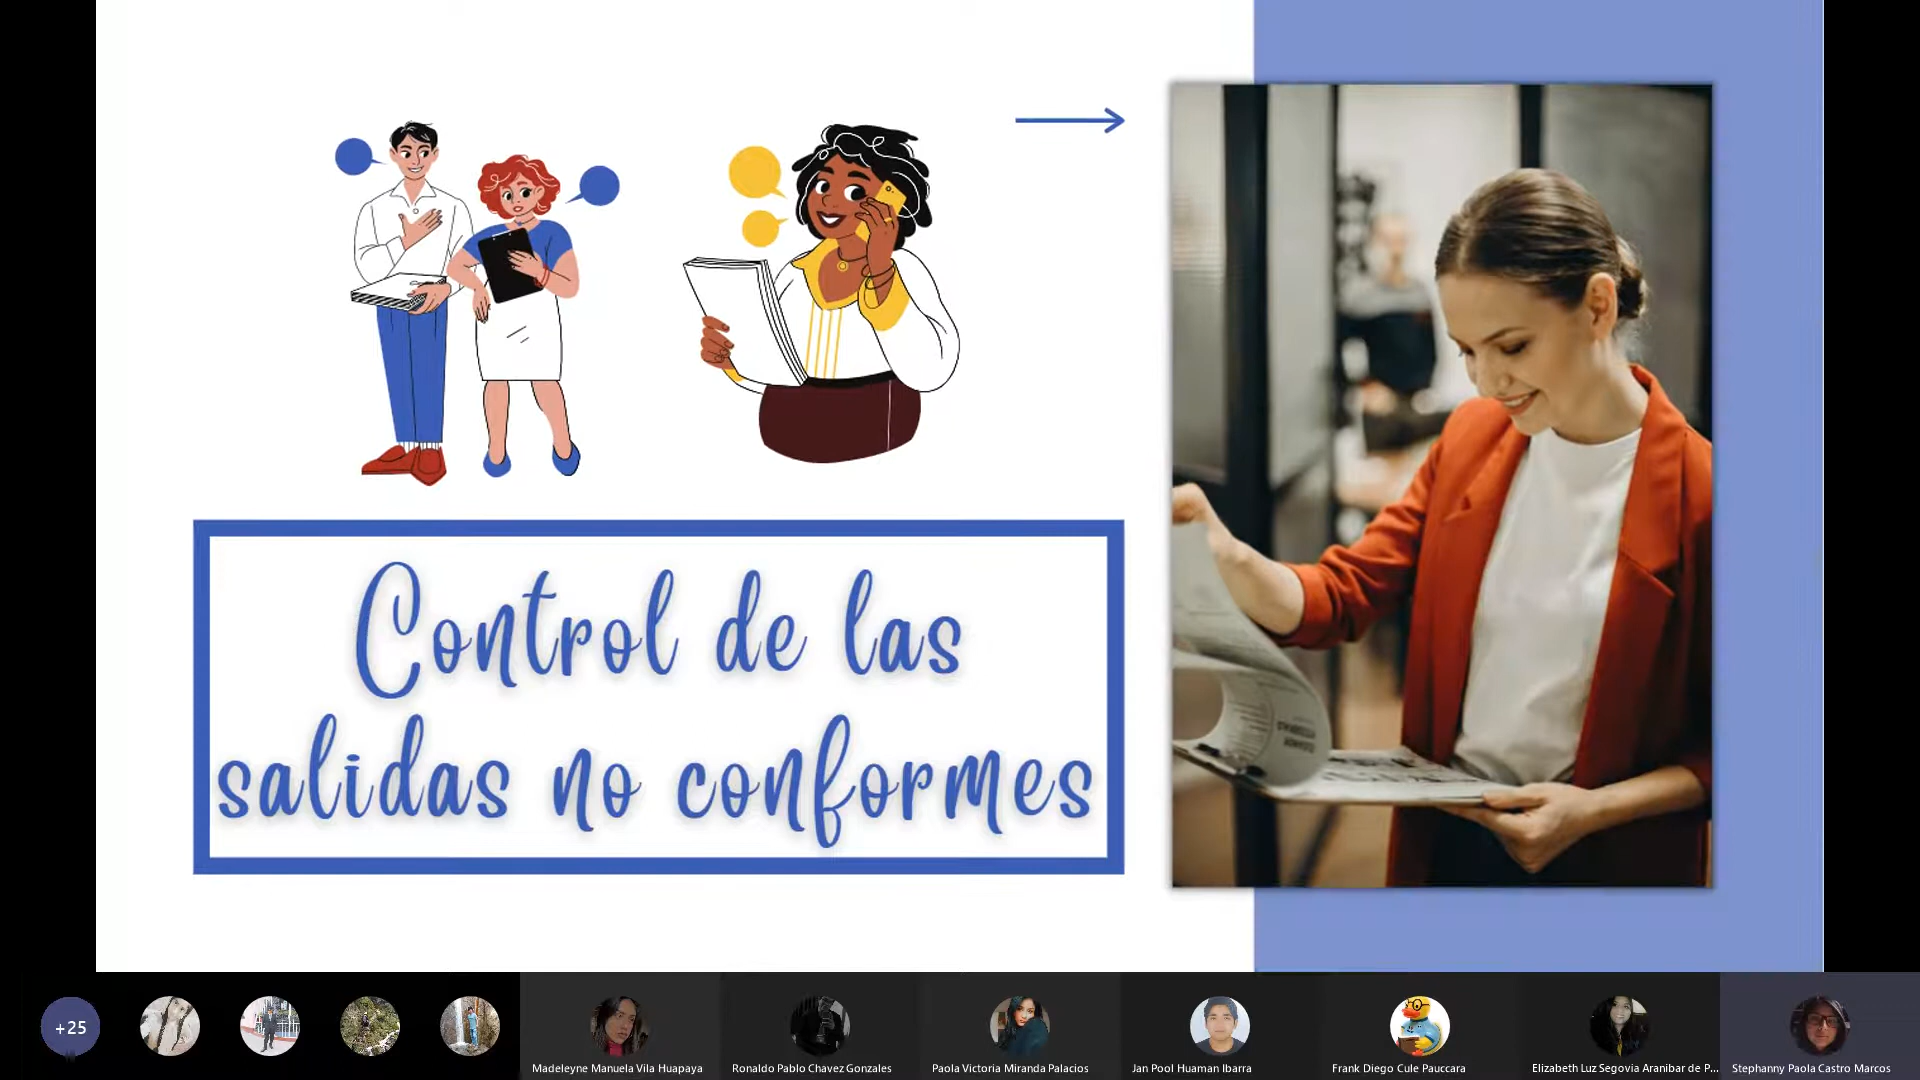 Control de las
salidas no conformes
+25
Madeleyne Manuela Vila Huapaya
Ronaldo Pablo Chavez Gonzales
Paola Victoria Miranda Palacios
Jan Pool Huaman Ibarra
Frank Diego Cule Pauccara
Elizabeth Luz Segovia Aranibar de P...
Stephanny Paola Castro Marcos